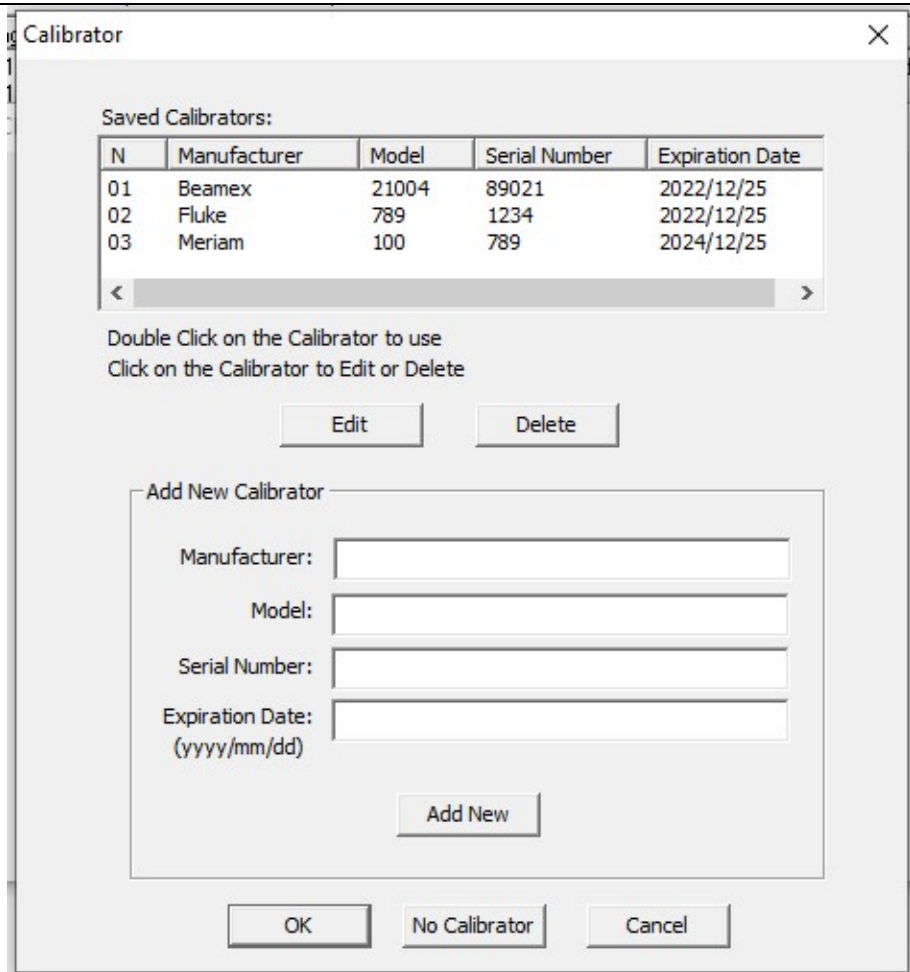 Calibrator
Saved Calibrators:
N Manufacturer Model Serial Number Expiration Date
01 Beamex 21004 89021 2022/12/25
02 Fluke 789 1234 2022/12/25
03 Meriam 100 789 2024/12/25
Double Click on the Calibrator to use
Click on the Calibrator to Edit or Delete
Edit Delete
Add New Calibrator
Manufacturer:
Model:
Serial Number:
Expiration Date:
(yyyy/mm/dd)
Add New
OK No Calibrator Cancel